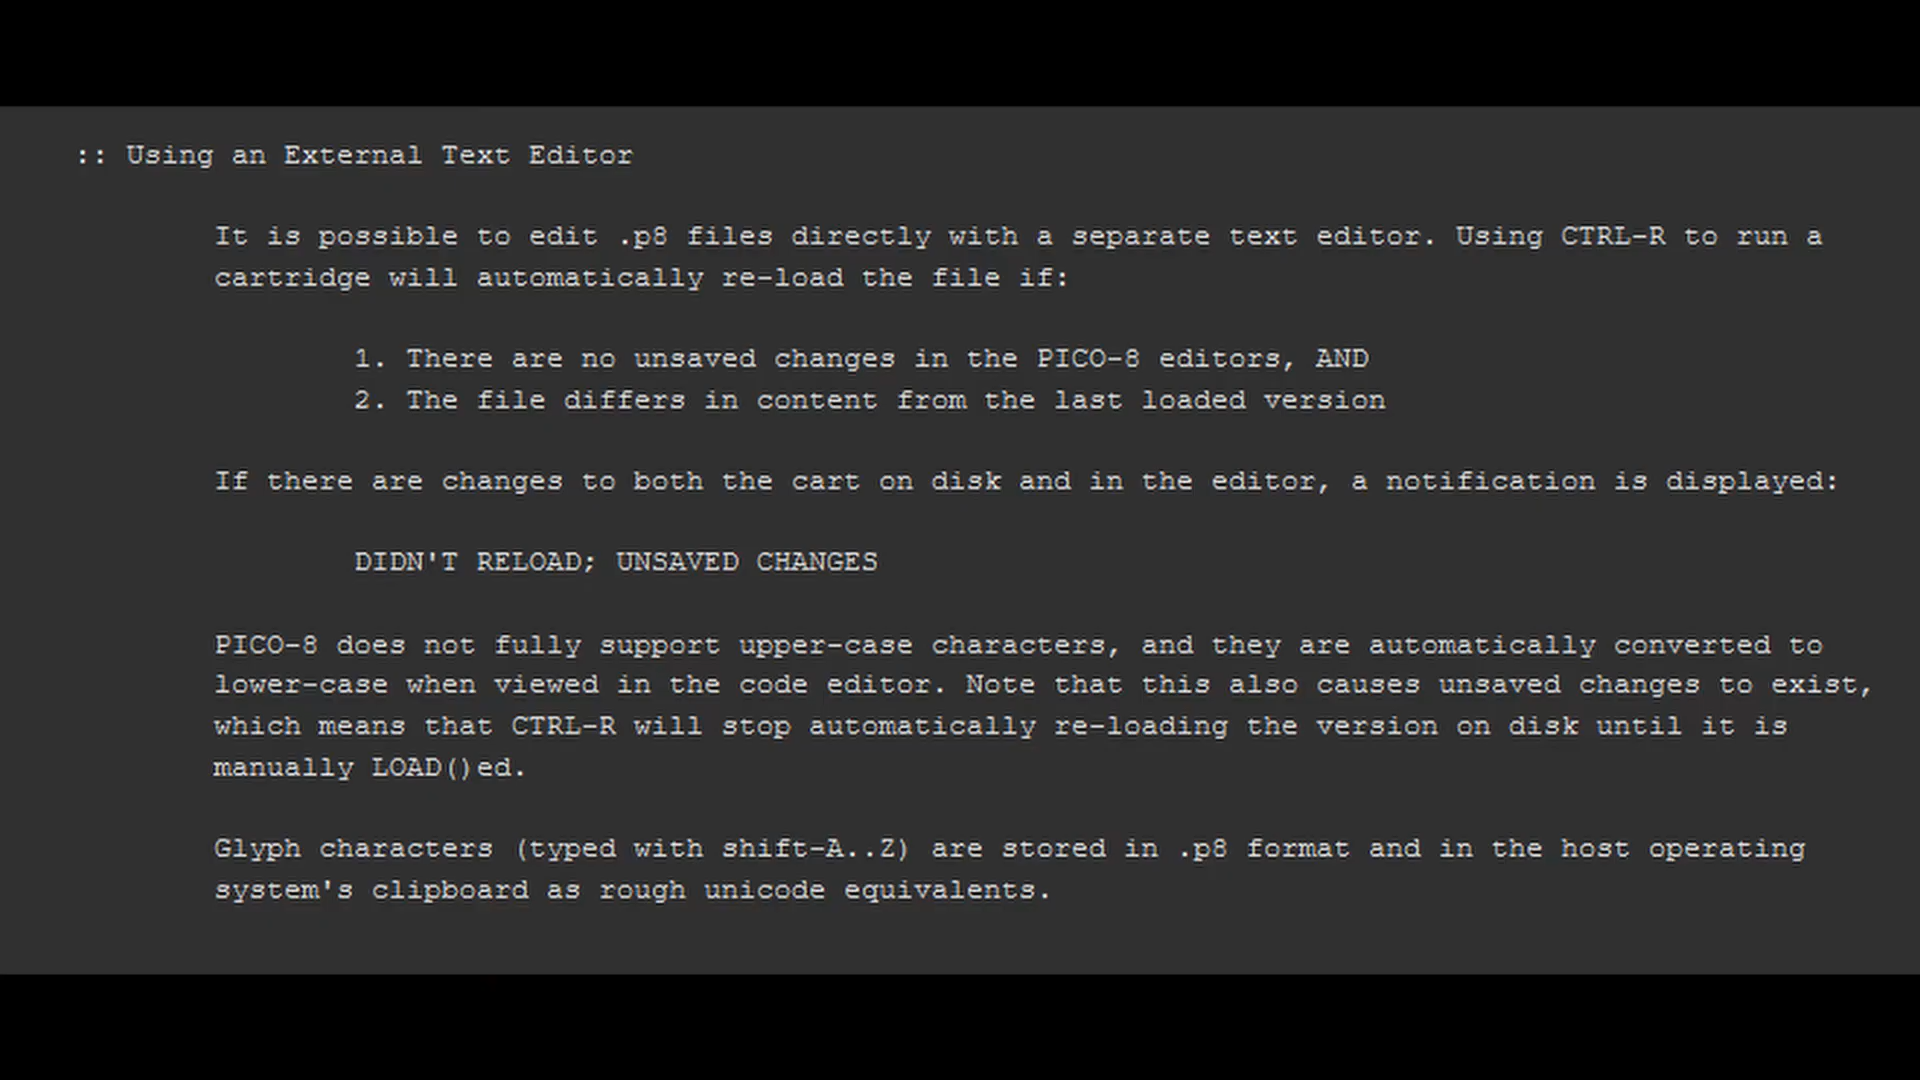 :: Using an External Text Editor
It is possible to edit .p8 files directly with a separate text editor. Using CTRL-R to run a
cartridge will automatically re-load the file if:
1. There are no unsaved changes in the PICO-8 editors, AND
2. The file differs in content from the last loaded version
If there are changes to both the cart on disk and in the editor, a notification is displayed:
DIDN'T RELOAD; UNSAVED CHANGES
PICO-8 does not fully support upper-case characters, and they are automatically converted to
lower-case when viewed in the code editor. Note that this also causes unsaved changes to exist,
which means that CTRL-R will stop automatically re-loading the version on disk until it is
manually LOAD()ed.
Glyph characters (typed with shift-A..Z) are stored in .p8 format and in the host operating
system's clipboard as rough unicode equivalents.